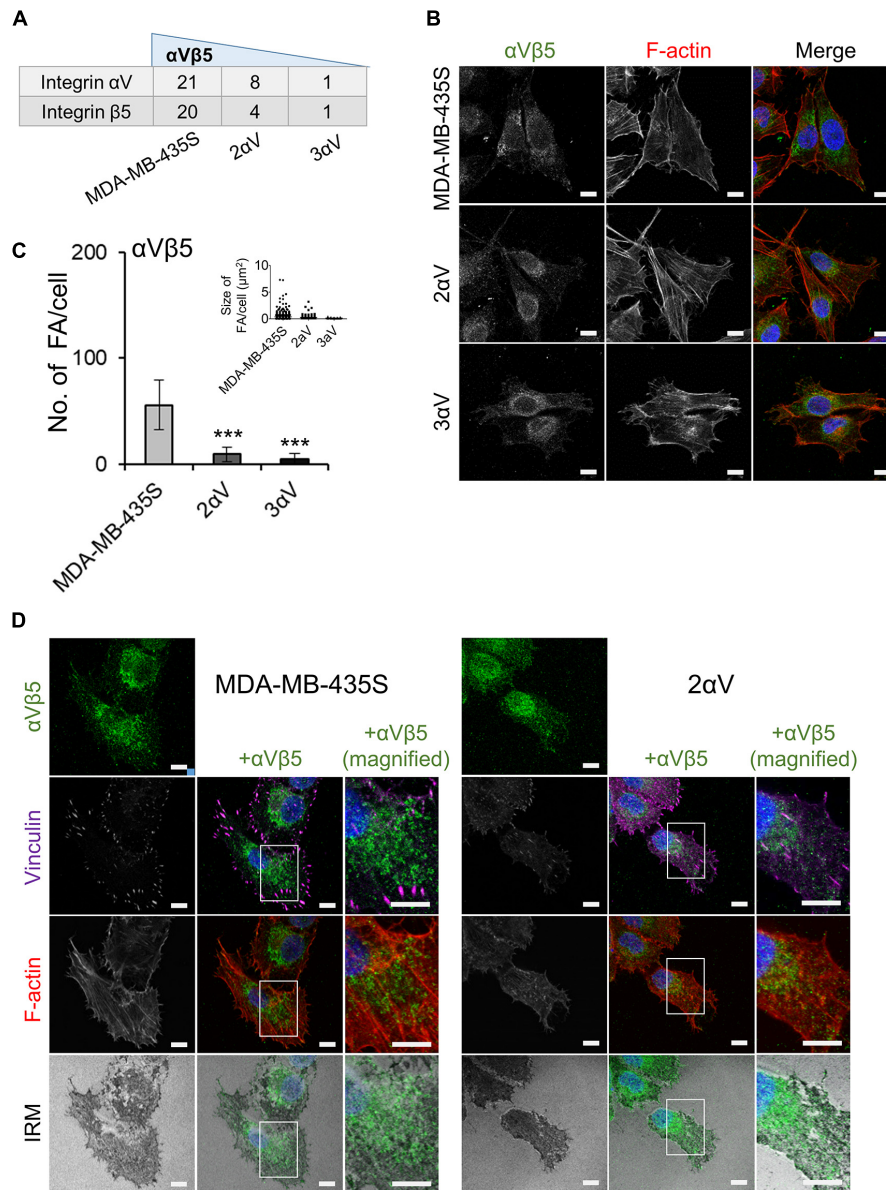 A
αVβ5
Integrin αV 21 8 1
Integrin β5 20 4 1
MDA-MB-435S 2αV 3αV
B
αVβ5 F-actin Merge
MDA-MB-435S
2αV
3αV
C
αVβ5
No. of FA/cell
200
100
0
MDA-MB-435S 2αV 3αV
*** ***
Size of
FA/cell (μm²)
10
5
0
MDA-MB-435S 2aV 3aV
D
MDA-MB-435S 2αV
αVβ5
+αVβ5 +αVβ5
(magnified)
+αVβ5 +αVβ5
(magnified)
Vinculin
F-actin
IRM